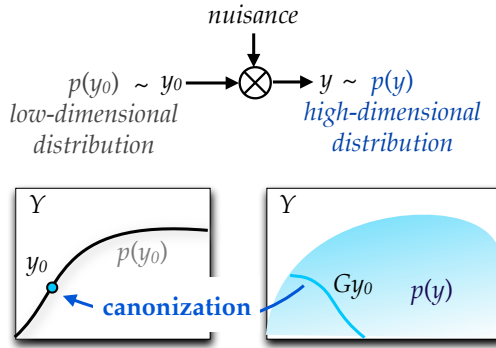 nuisance
p(y₀) ~ y₀
y ~ p(y)
low-dimensional
distribution
high-dimensional
distribution
Y
y₀
p(y₀)
canonization
Y
Gy₀
p(y)